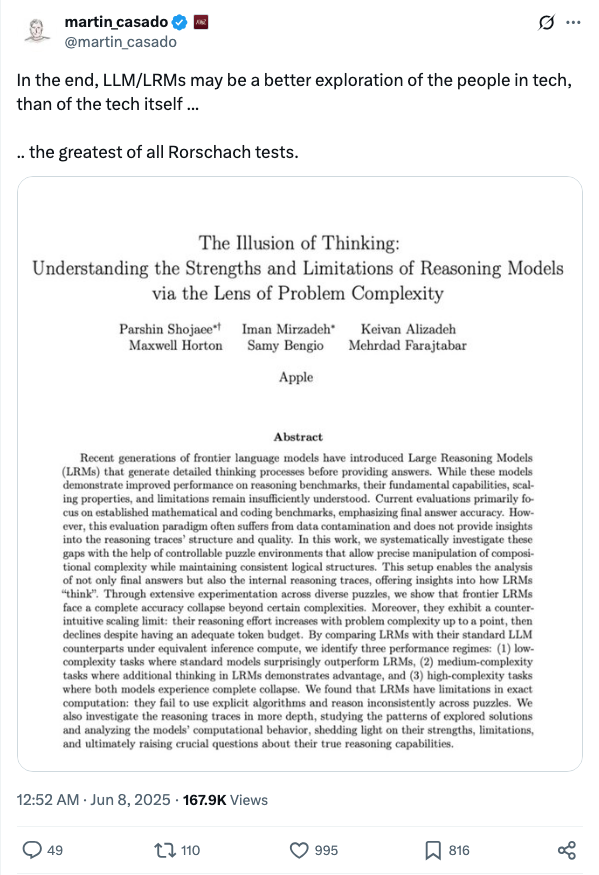 martin_casado
@martin_casado
In the end, LLM/LRMs may be a better exploration of the people in tech,
than of the tech itself ...
.. the greatest of all Rorschach tests.
The Illusion of Thinking:
Understanding the Strengths and Limitations of Reasoning Models
via the Lens of Problem Complexity
Parshin Shojaee*† Iman Mirzadeh* Keivan Alizadeh
Maxwell Horton Samy Bengio Mehrdad Farajtabar
Apple
Abstract
Recent generations of frontier language models have introduced Large Reasoning Models
(LRMs) that generate detailed thinking processes before providing answers. While these models
demonstrate improved performance on reasoning benchmarks, their fundamental capabilities, scal-
ing properties, and limitations remain insufficiently understood. Current evaluations primarily fo-
cus on established mathematical and coding benchmarks, emphasizing final answer accuracy. How-
ever, this evaluation paradigm often suffers from data contamination and does not provide insights
into the reasoning traces' structure and quality. In this work, we systematically investigate these
gaps with the help of controllable puzzle environments that allow precise manipulation of composi-
tional complexity while maintaining consistent logical structures. This setup enables the analysis
of not only final answers but also the internal reasoning traces, offering insights into how LRMs
“think”. Through extensive experimentation across diverse puzzles, we show that frontier LRMs
face a complete accuracy collapse beyond certain complexities. Moreover, they exhibit a counter-
intuitive scaling limit: their reasoning effort increases with problem complexity up to a point, then
declines despite having an adequate token budget. By comparing LRMs with their standard LLM
counterparts under equivalent inference compute, we identify three performance regimes: (1) low-
complexity tasks where standard models surprisingly outperform LRMs, (2) medium-complexity
tasks where additional thinking in LRMs demonstrates advantage, and (3) high-complexity tasks
where both models experience complete collapse. We found that LRMs have limitations in exact
computation: they fail to use explicit algorithms and reason inconsistently across puzzles. We
also investigate the reasoning traces in more depth, studying the patterns of explored solutions
and analyzing the models' computational behavior, shedding light on their strengths, limitations,
and ultimately raising crucial questions about their true reasoning capabilities.
12:52 AM · Jun 8, 2025 · 167.9K Views
49 110 995 816